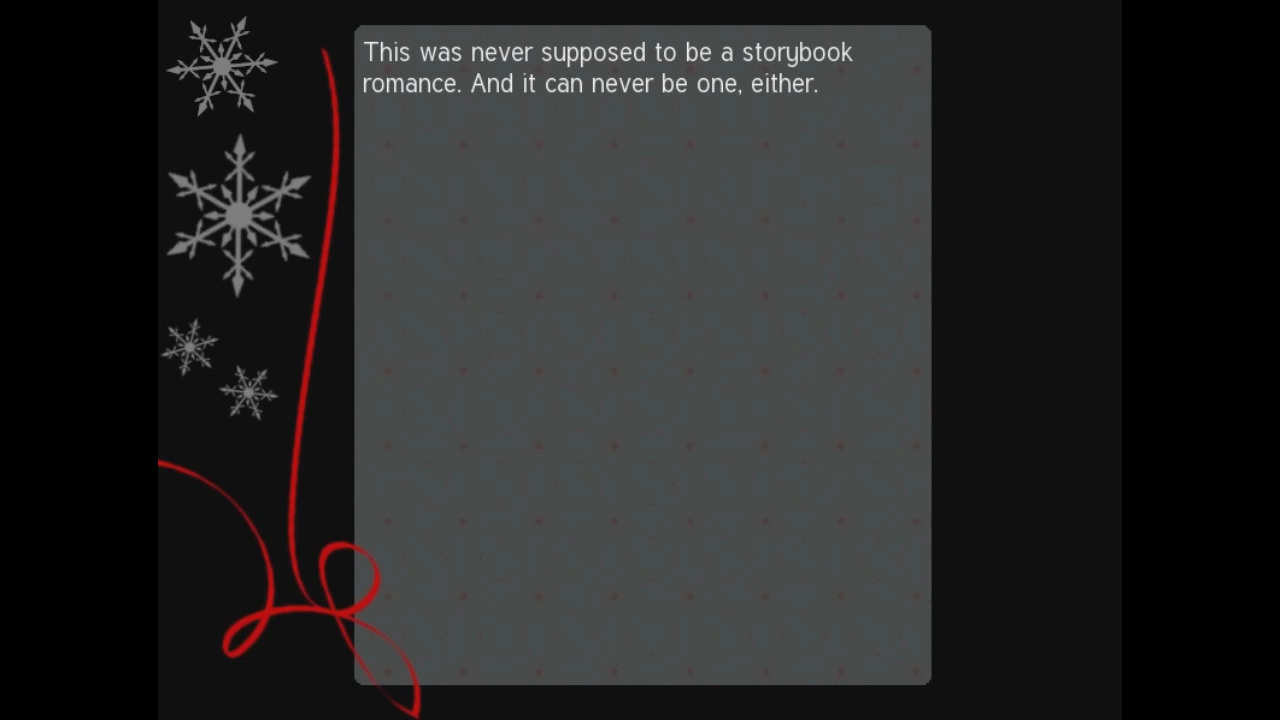 This was never supposed to be a storybook
romance. And it can never be one, either.